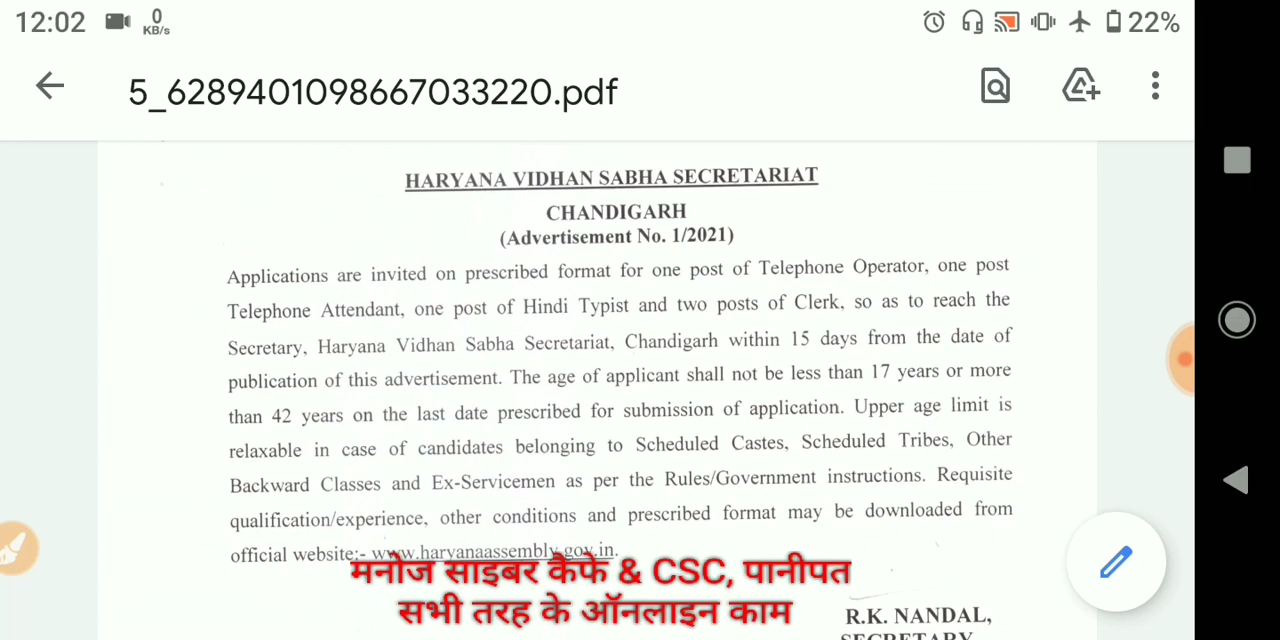 12:02 0 KB/s 22%
5_6289401098667033220.pdf
HARYANA VIDHAN SABHA SECRETARIAT
CHANDIGARH
(Advertisement No. 1/2021)
Applications are invited on prescribed format for one post of Telephone Operator, one post
Telephone Attendant, one post of Hindi Typist and two posts of Clerk, so as to reach the
Secretary, Haryana Vidhan Sabha Secretariat, Chandigarh within 15 days from the date of
publication of this advertisement. The age of applicant shall not be less than 17 years or more
than 42 years on the last date prescribed for submission of application. Upper age limit is
relaxable in case of candidates belonging to Scheduled Castes, Scheduled Tribes, Other
Backward Classes and Ex-Servicemen as per the Rules/Government instructions. Requisite
qualification/experience, other conditions and prescribed format may be downloaded from
official website:- www.haryanaassembly.gov.in.
मनोज साइबर कैफे & CSC, पानीपत
सभी तरह के ऑनलाइन काम
R.K. NANDAL,
SECRETARY